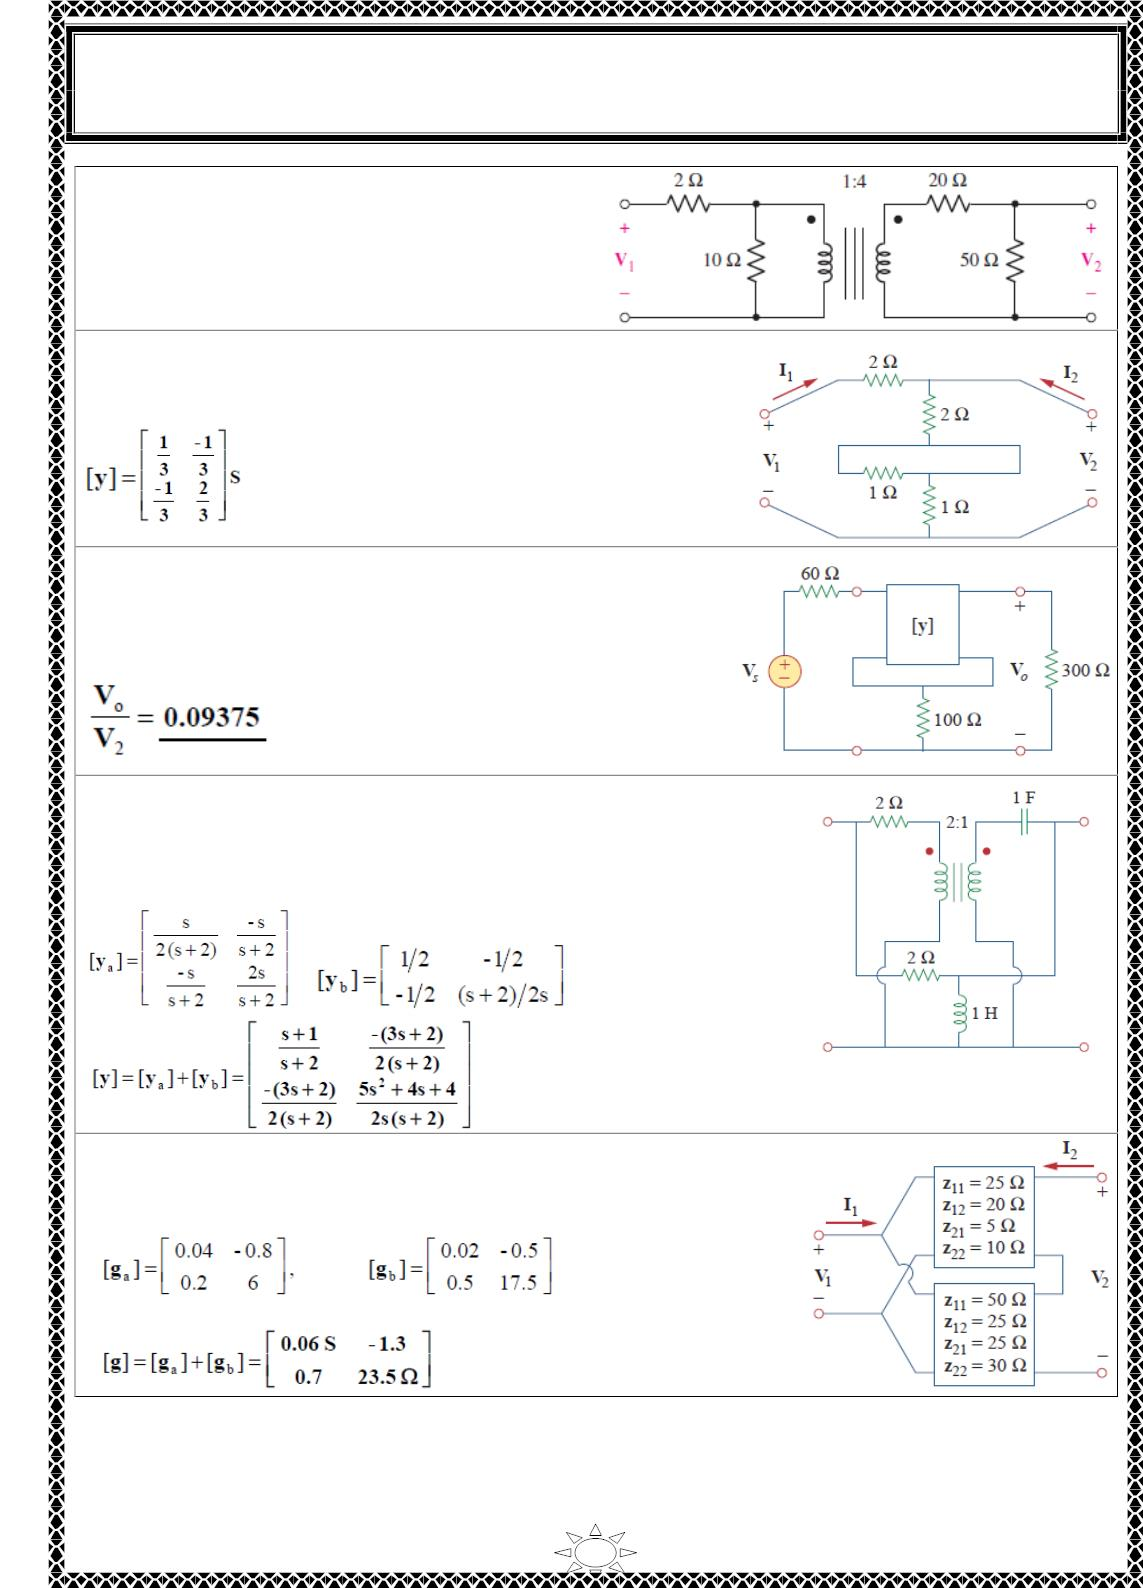 2 Ω 1:4 20 Ω
+ +
V₁ 10 Ω 50 Ω V₂
− −
I₁ 2 Ω I₂
2 Ω
+ +
V₁ V₂
1 Ω
− −
1 Ω
[y] = [ 1/3 -1/3 ; -1/3 2/3 ] S
60 Ω
+
[y]
Vₛ + − Vₒ 300 Ω
100 Ω
−
Vₒ/V₂ = 0.09375
2 Ω 1 F
2:1
2 Ω
1 H
[yₐ] = [ s/2(s+2) -s/s+2 ; -s/s+2 2s/s+2 ] [y_b] = [ 1/2 -1/2 ; -1/2 (s+2)/2s ]
[y] = [yₐ] + [y_b] = [ s+1/s+2 -(3s+2)/2(s+2) ; -(3s+2)/2(s+2) 5s²+4s+4/2s(s+2) ]
I₂
z₁₁ = 25 Ω
z₁₂ = 20 Ω
z₂₁ = 5 Ω
z₂₂ = 10 Ω
I₁
+ +
V₁ V₂
− −
z₁₁ = 50 Ω
z₁₂ = 25 Ω
z₂₁ = 25 Ω
z₂₂ = 30 Ω
[gₐ] = [ 0.04 -0.8 ; 0.2 6 ], [g_b] = [ 0.02 -0.5 ; 0.5 17.5 ]
[g] = [gₐ] + [g_b] = [ 0.06 S -1.3 ; 0.7 23.5 Ω ]